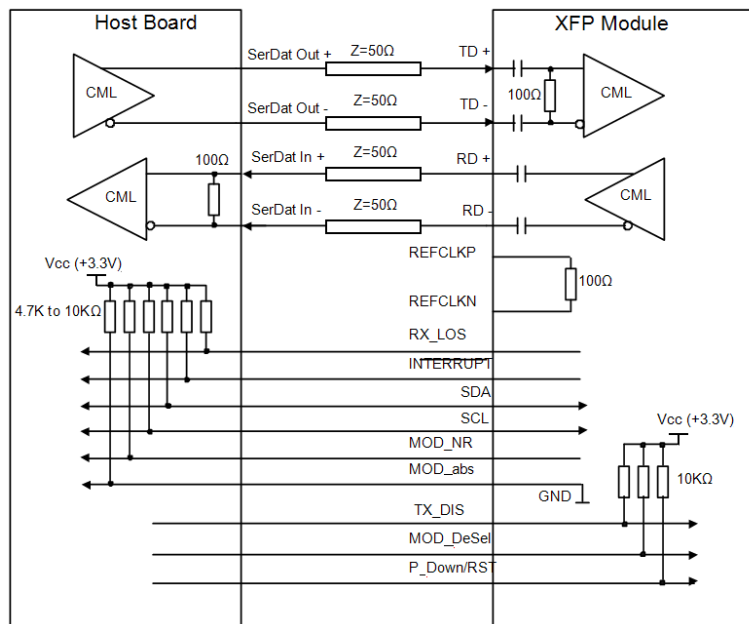 Host Board
XFP Module
SerDat Out +
Z=50Ω
TD +
CML
100Ω
CML
SerDat Out -
Z=50Ω
TD -
100Ω
SerDat In +
Z=50Ω
RD +
CML
CML
SerDat In -
Z=50Ω
RD -
REFCLKP
Vcc (+3.3V)
100Ω
4.7K to 10KΩ
REFCLKN
RX_LOS
INTERRUPT
SDA
SCL
Vcc (+3.3V)
MOD_NR
MOD_abs
10KΩ
GND
TX_DIS
MOD_DeSel
P_Down/RST